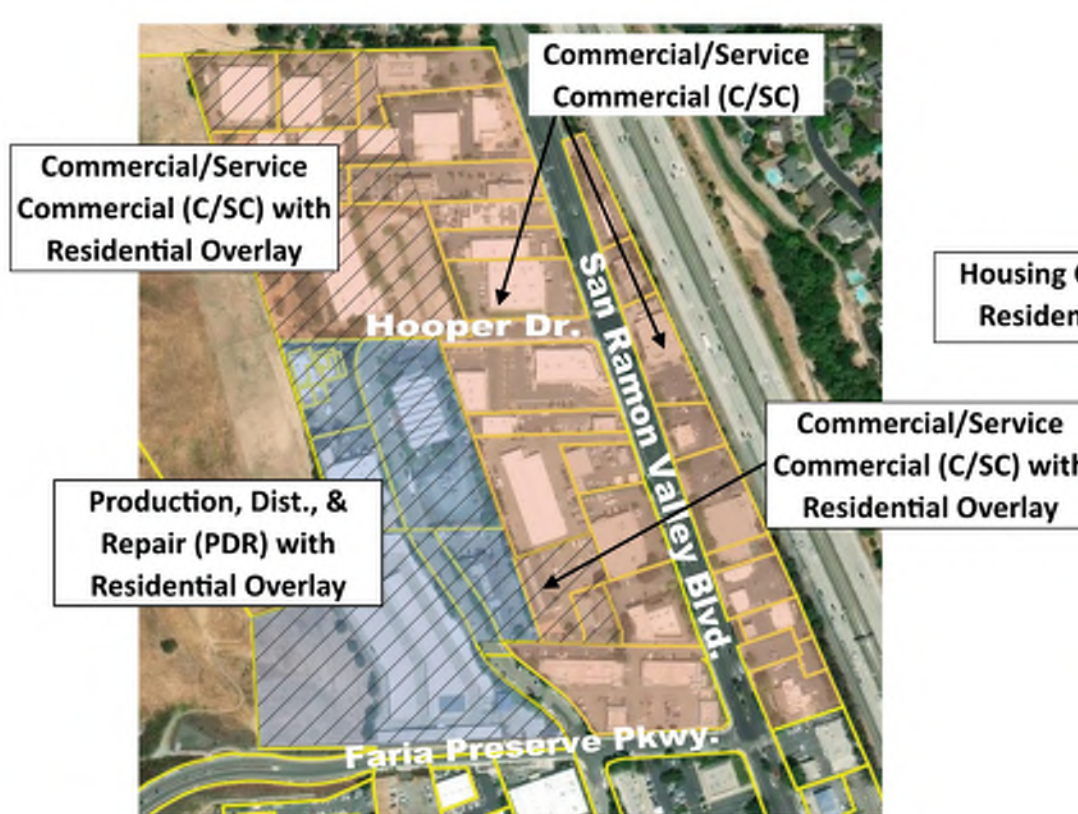 Commercial/Service
Commercial (C/SC)
Commercial/Service
Commercial (C/SC) with
Residential Overlay
San Ramon Valley Blvd.
Hooper Dr.
Housing
Commercial/Service
Commercial (C/SC) with
Residential Overlay
Production, Dist., &
Repair (PDR) with
Residential Overlay
Faria Preserve Pkwy.